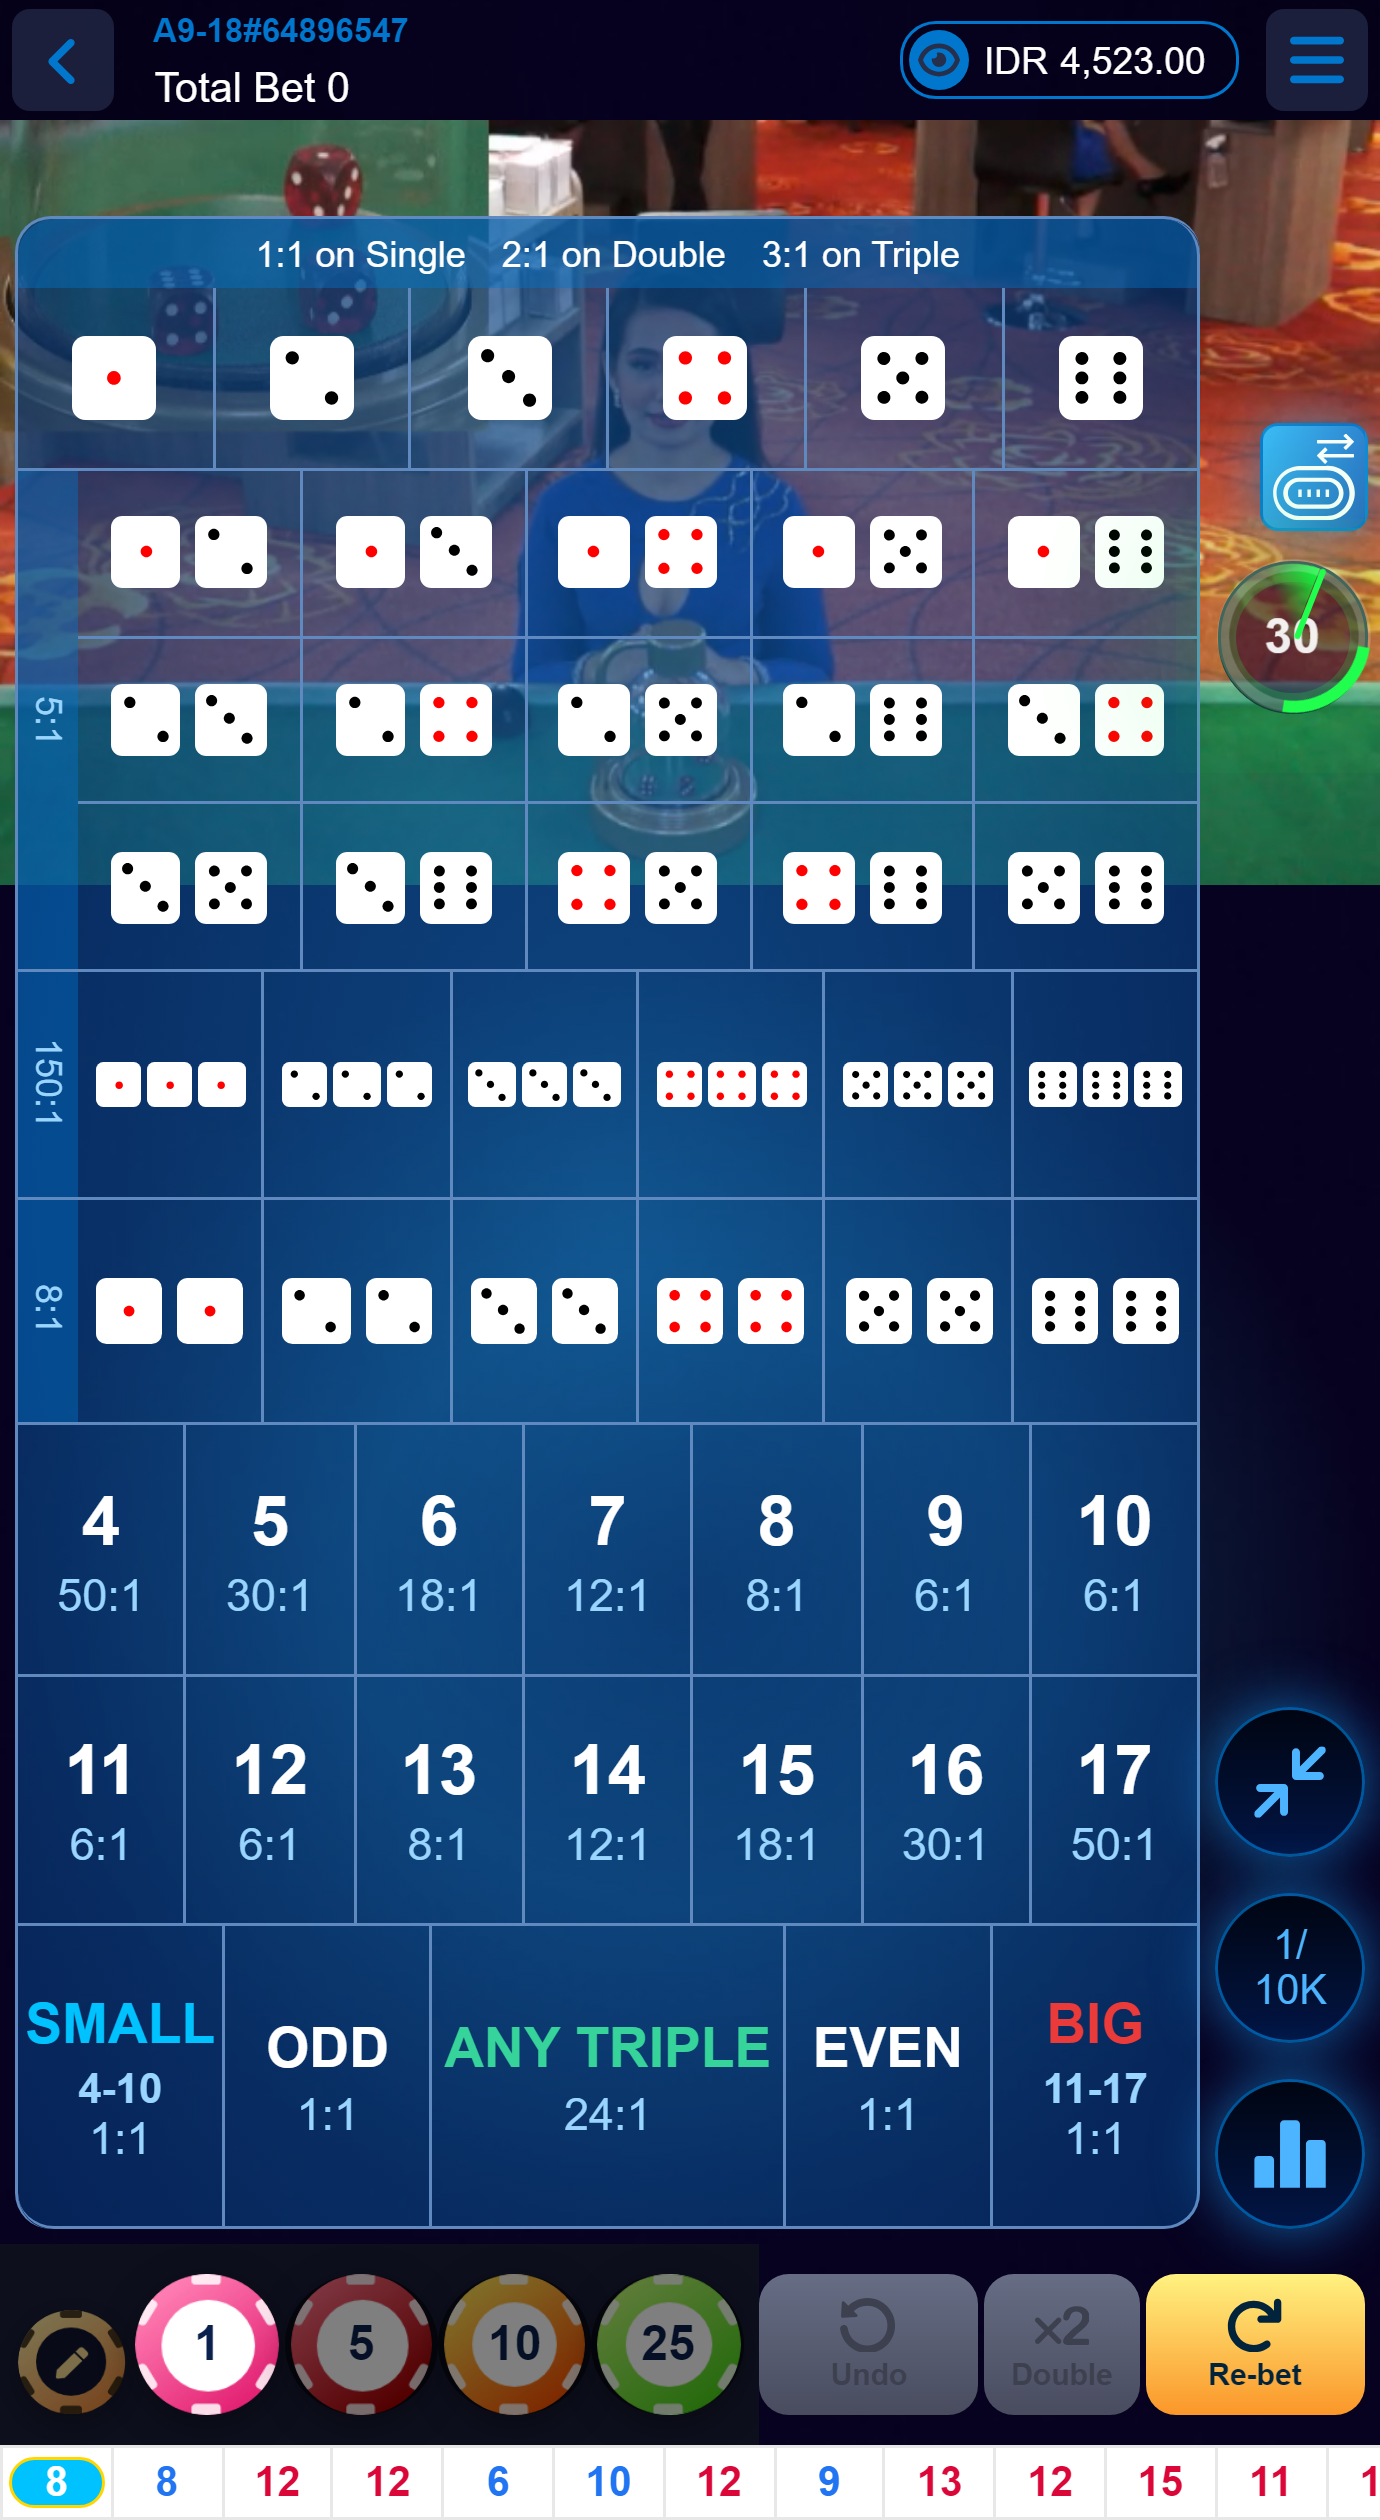 A9-18#64896547
Total Bet 0
IDR 4,523.00
1:1 on Single 2:1 on Double 3:1 on Triple
30
5:1
150:1
8:1
4 5 6 7 8 9 10
50:1 30:1 18:1 12:1 8:1 6:1 6:1
11 12 13 14 15 16 17
6:1 6:1 8:1 12:1 18:1 30:1 50:1
SMALL
4-10
1:1
ODD
1:1
ANY TRIPLE
24:1
EVEN
1:1
BIG
11-17
1:1
1/
10K
1 5 10 25
Undo
x2
Double
Re-bet
8 8 12 12 6 10 12 9 13 12 15 11